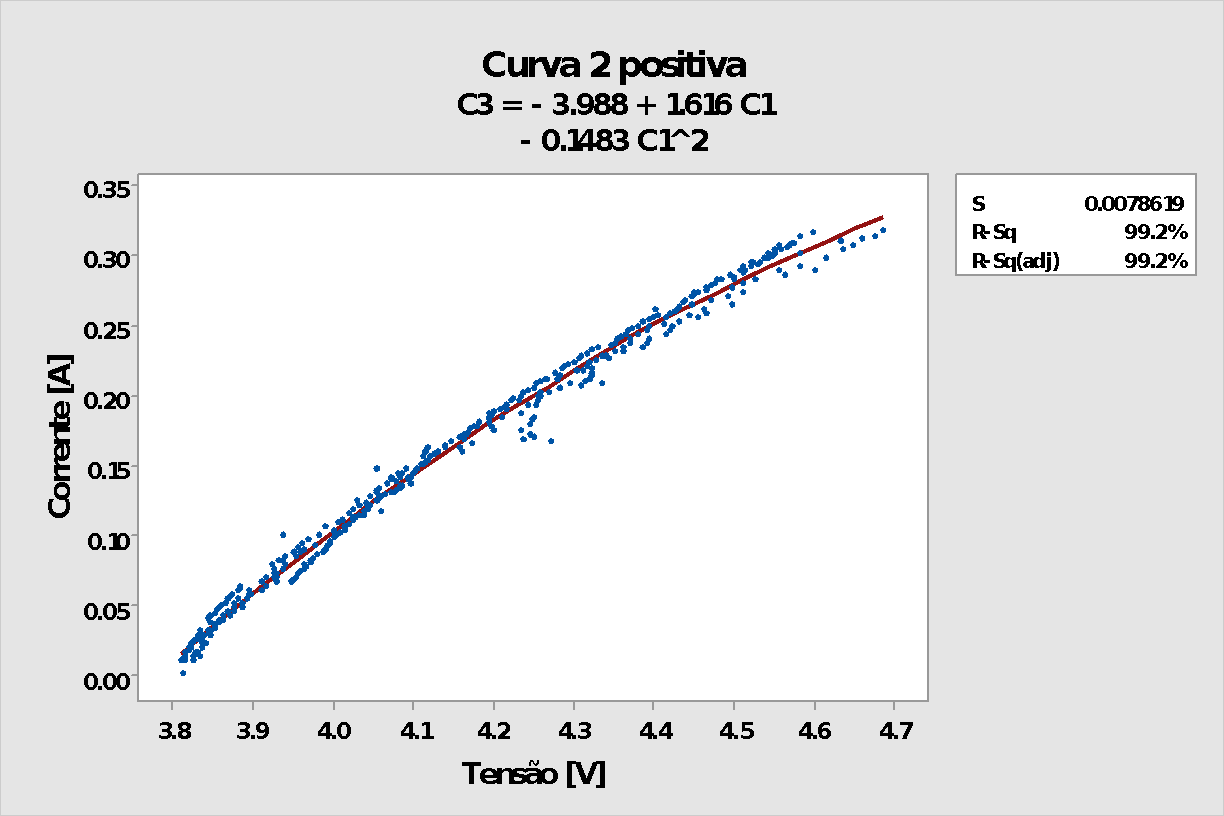 Curva 2 positiva
C3 = - 3.988 + 1.616 C1
- 0.1483 C1^2
S 0.0078619
R-Sq 99.2%
R-Sq(adj) 99.2%
0.35
0.30
0.25
0.20
0.15
0.10
0.05
0.00
Corrente [A]
3.8 3.9 4.0 4.1 4.2 4.3 4.4 4.5 4.6 4.7
Tensão [V]